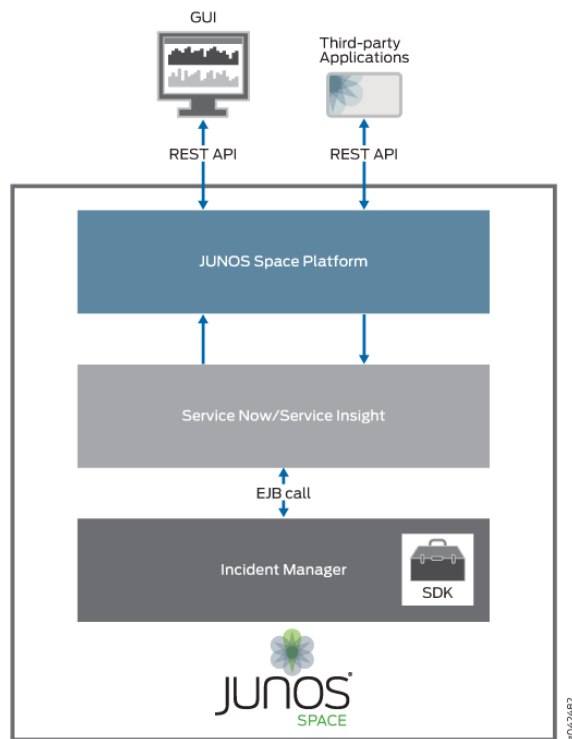 GUI
Third-party
Applications
REST API
REST API
JUNOS Space Platform
Service Now/Service Insight
EJB call
Incident Manager
SDK
JUNOS®
SPACE
g042482